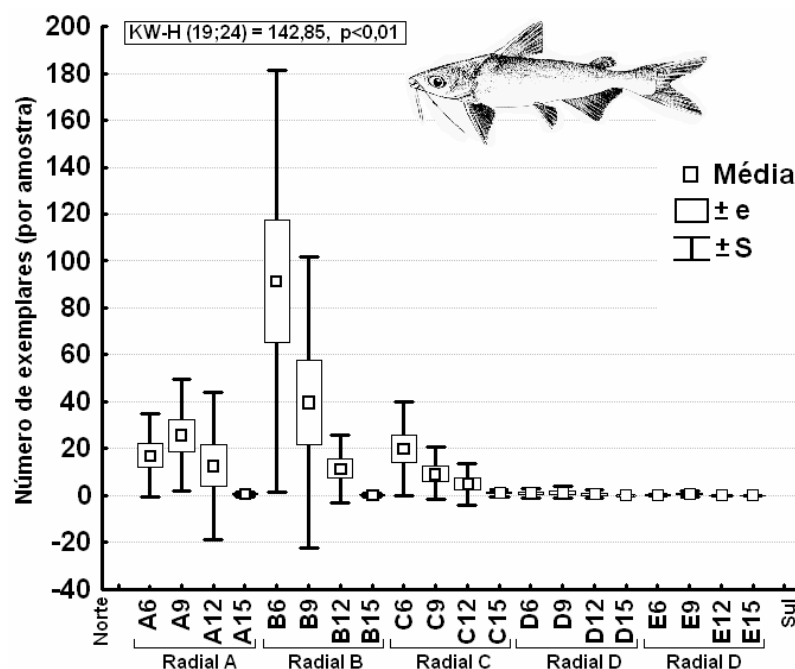 KW-H (19;24) = 142,85, p<0,01
Média
± e
± S
Número de exemplares (por amostra)
200
180
160
140
120
100
80
60
40
20
0
-20
-40
Norte
A6
A9
A12
A15
B6
B9
B12
B15
C6
C9
C12
C15
D6
D9
D12
D15
E6
E9
E12
E15
Sul
Radial A
Radial B
Radial C
Radial D
Radial D